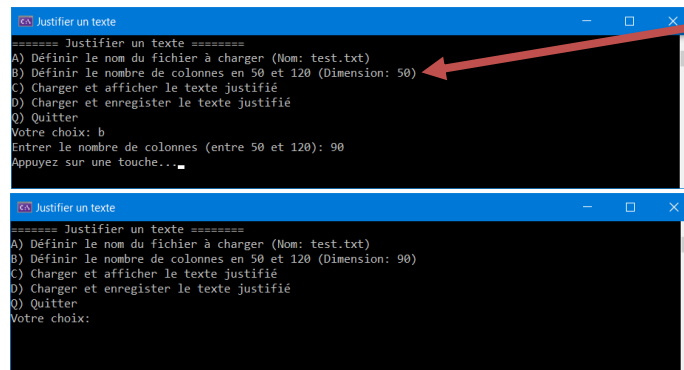 Justifier un texte
======= Justifier un texte ========
A) Définir le nom du fichier à charger (Nom: test.txt)
B) Définir le nombre de colonnes en 50 et 120 (Dimension: 50)
C) Charger et afficher le texte justifié
D) Charger et enregister le texte justifié
Q) Quitter
Votre choix: b
Entrer le nombre de colonnes (entre 50 et 120): 90
Appuyez sur une touche...
Justifier un texte
======= Justifier un texte ========
A) Définir le nom du fichier à charger (Nom: test.txt)
B) Définir le nombre de colonnes en 50 et 120 (Dimension: 90)
C) Charger et afficher le texte justifié
D) Charger et enregister le texte justifié
Q) Quitter
Votre choix: